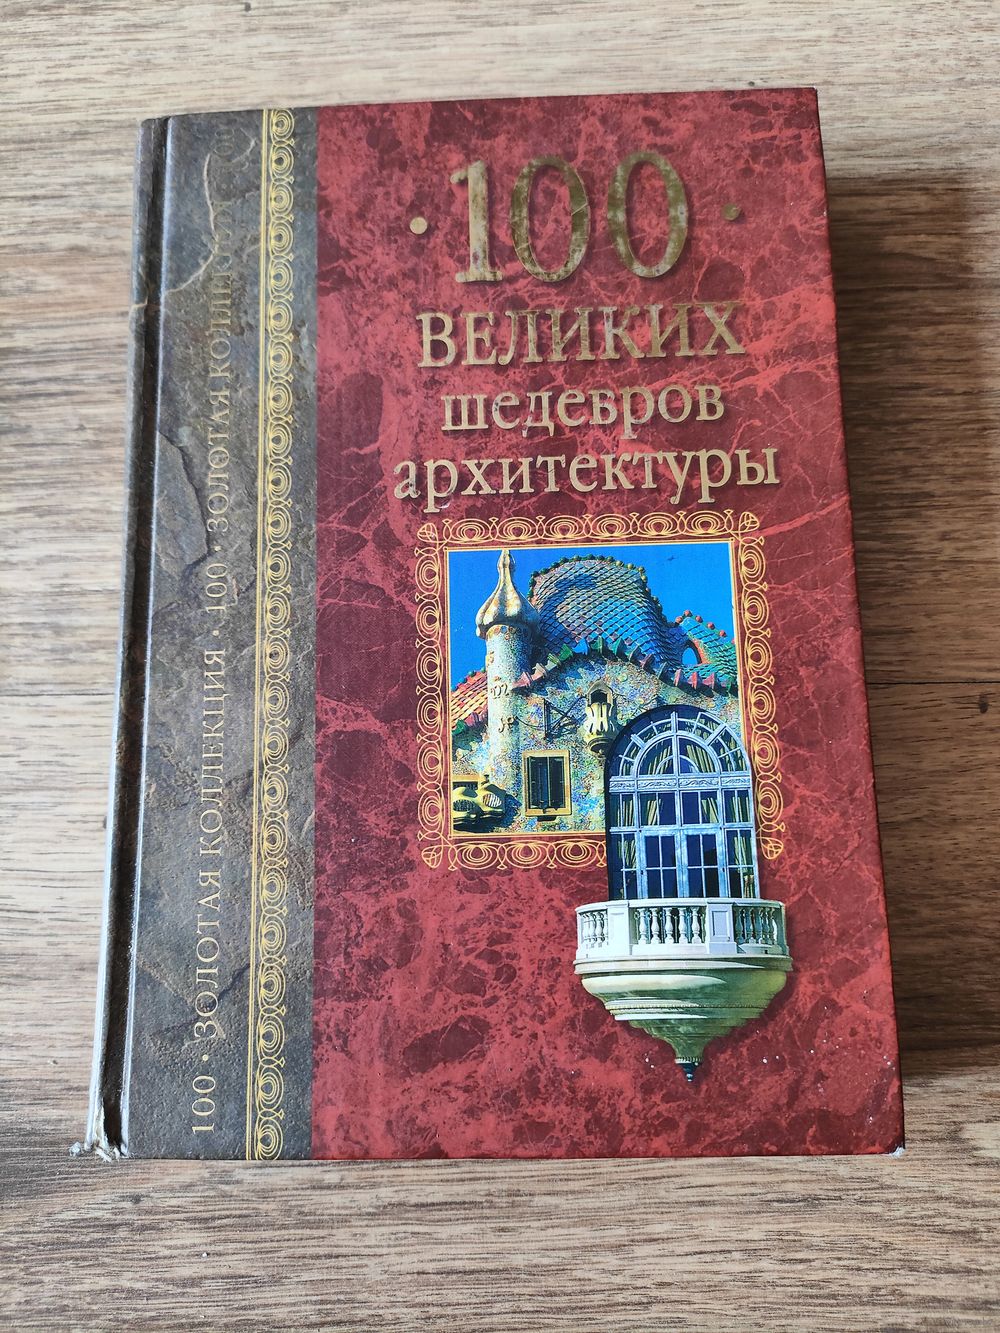 · 100 ·
ВЕЛИКИХ
шедевров
архитектуры
100 · ЗОЛОТАЯ КОЛЛЕКЦИЯ · 100 · ЗОЛОТАЯ КОЛЛЕКЦИЯ